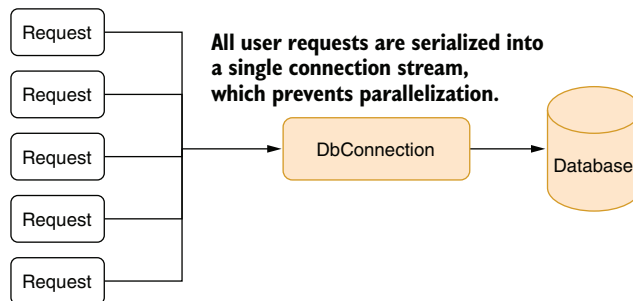 Request
All user requests are serialized into
a single connection stream,
which prevents parallelization.
Request
Request
DbConnection
Database
Request
Request